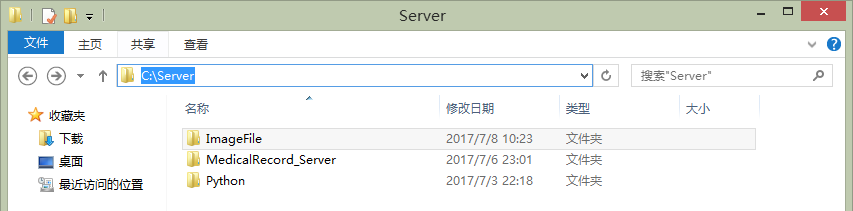 Server
文件 主页 共享 查看
C:\Server 搜索"Server"
收藏夹 名称 修改日期 类型 大小
下载 ImageFile 2017/7/8 10:23 文件夹
桌面 MedicalRecord_Server 2017/7/6 23:01 文件夹
最近访问的位置 Python 2017/7/3 22:18 文件夹